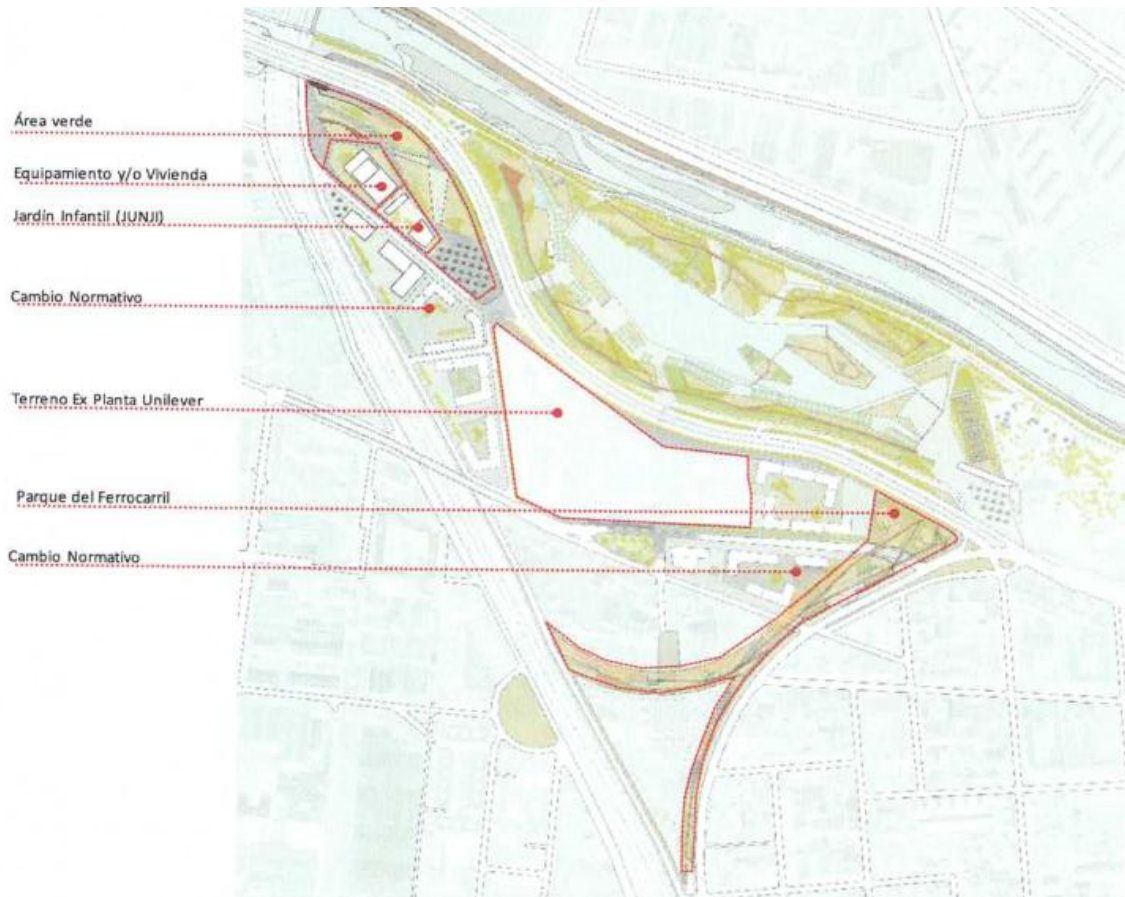 Área verde
Equipamiento y/o Vivienda
Jardín Infantil (JUNJI)
Cambio Normativo
Terreno Ex Planta Unilever
Parque del Ferrocarril
Cambio Normativo